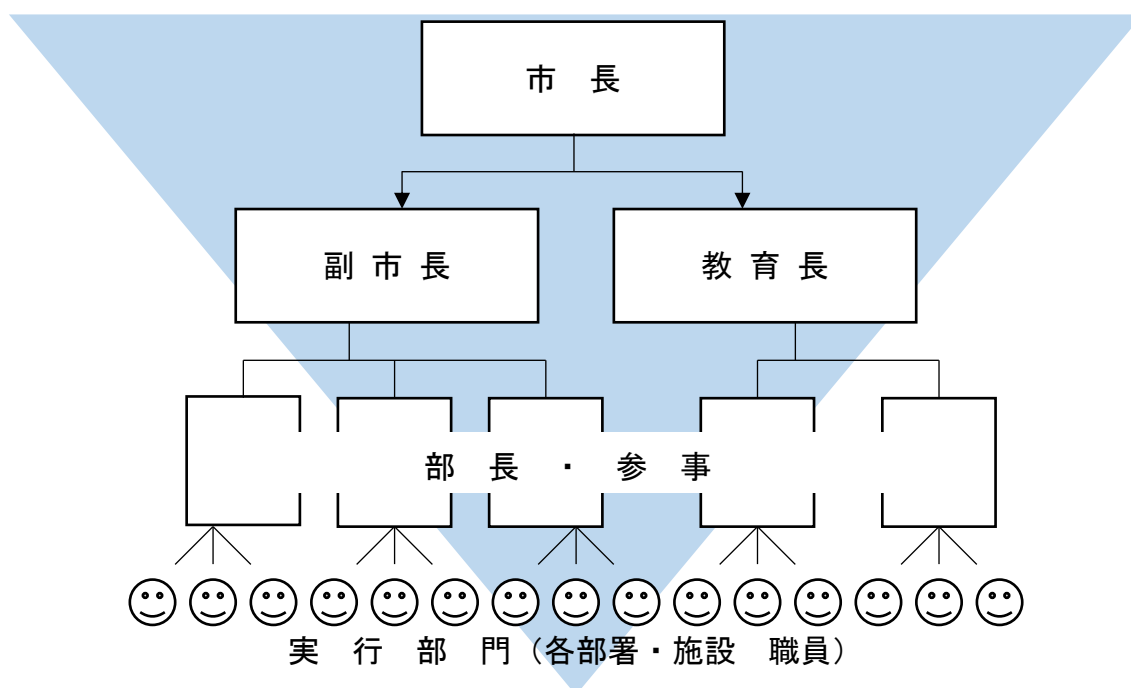 市　長
副 市 長
教 育 長
部　長　・　参　事
実　行　部　門（各部署・施設　職員）